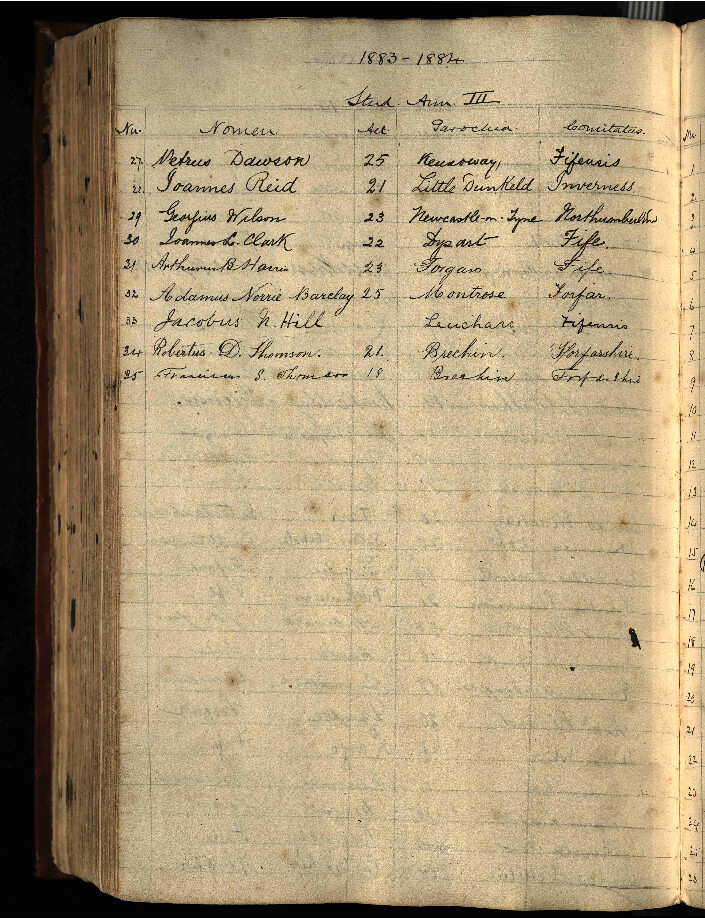 1883 - 1884
Stud. Ann. III
No. Nomen Aet. Parochia. Comitatus. No.
27. Petrus Dawson 25 Kennoway, Fifensis 1
28. Joannes Reid 21 Little Dunkeld Inverness 2
29 Georgius Wilson 23 Newcastle-on-Tyne 3
30 Joannes L. Clark 22 Dysart Fife. 4
31 Arthurus B. Harris 23 Forgan Fife 5
32 Adamus Norrie Barclay 25 Montrose Forfar. 6
33 Jacobus N. Hill Leuchars Fifensis 7
34 Robertus D. Thomson. 21. Brechin. Forfarshire. 8
35 Franciscus S. Thomson 18 Brechin 9
10
11
12
13
14
15
16
17
18
19
20
21
22
23
24
25
26